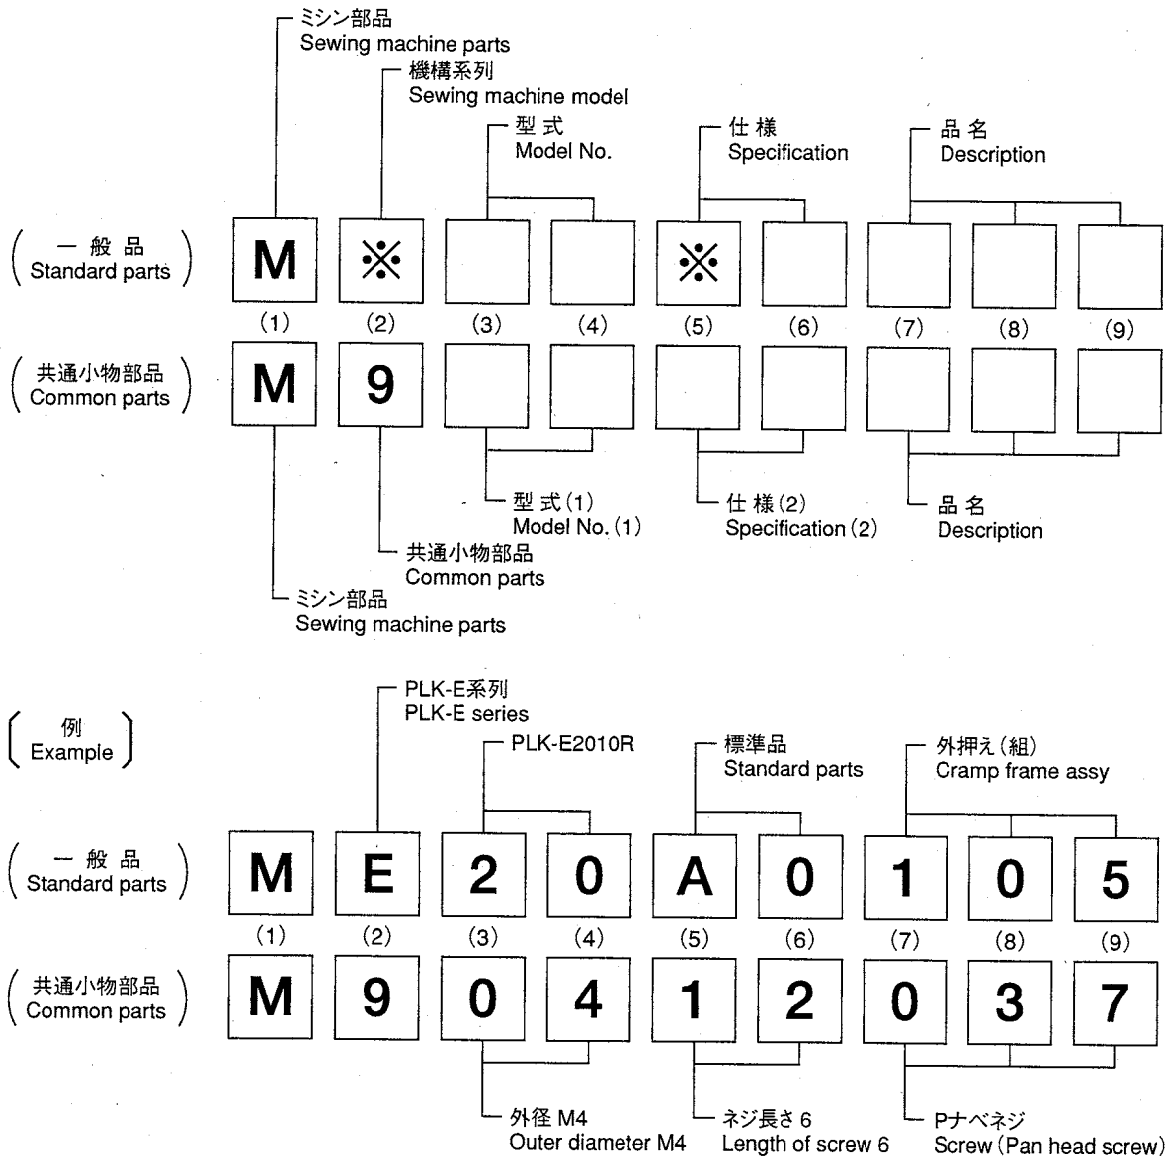 ミシン部品
Sewing machine parts
機構系列
Sewing machine model
型式
Model No.
仕様
Specification
品名
Description
(一般品
Standard parts)
M ※ ※
(1) (2) (3) (4) (5) (6) (7) (8) (9)
(共通小物部品
Common parts)
M 9
型式(1)
Model No.(1)
仕様(2)
Specification(2)
品名
Description
共通小物部品
Common parts
ミシン部品
Sewing machine parts
〔例
Example〕
PLK-E系列
PLK-E series
PLK-E2010R
標準品
Standard parts
外押え(組)
Cramp frame assy
(一般品
Standard parts)
M E 2 0 A 0 1 0 5
(1) (2) (3) (4) (5) (6) (7) (8) (9)
(共通小物部品
Common parts)
M 9 0 4 1 2 0 3 7
外径 M4
Outer diameter M4
ネジ長さ 6
Length of screw 6
Pナベネジ
Screw (Pan head screw)